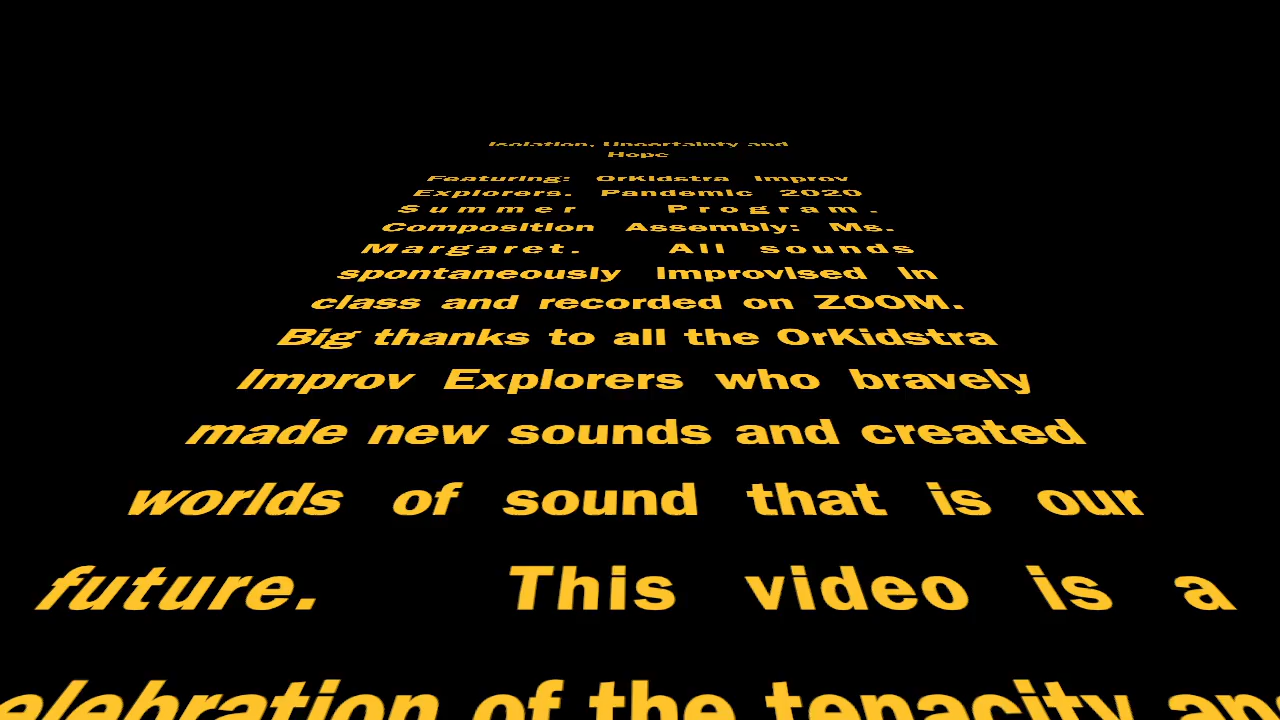 Isolation, Uncertainty and
Hope
Featuring: OrKidstra Improv
Explorers. Pandemic 2020
Summer Program.
Composition Assembly: Ms.
Margaret. All sounds
spontaneously improvised in
class and recorded on ZOOM.
Big thanks to all the OrKidstra
Improv Explorers who bravely
made new sounds and created
worlds of sound that is our
future. This video is a
elebration of the tenacity and